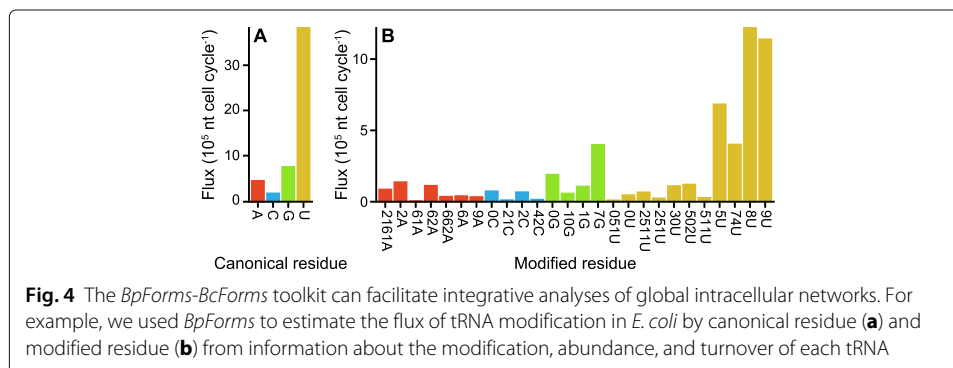 A
B
Flux (10⁵ nt cell cycle⁻¹)
30
20
10
0
A C G U
Canonical residue
Flux (10⁵ nt cell cycle⁻¹)
10
5
0
2161A 2A 61A 62A 662A 6A 9A 0C 21C 2C 42C 0G 10G 1G 7G 051U 0U 2511U 251U 30U 502U 511U 5U 74U 8U 9U
Modified residue
Fig. 4 The BpForms-BcForms toolkit can facilitate integrative analyses of global intracellular networks. For
example, we used BpForms to estimate the flux of tRNA modification in E. coli by canonical residue (a) and
modified residue (b) from information about the modification, abundance, and turnover of each tRNA